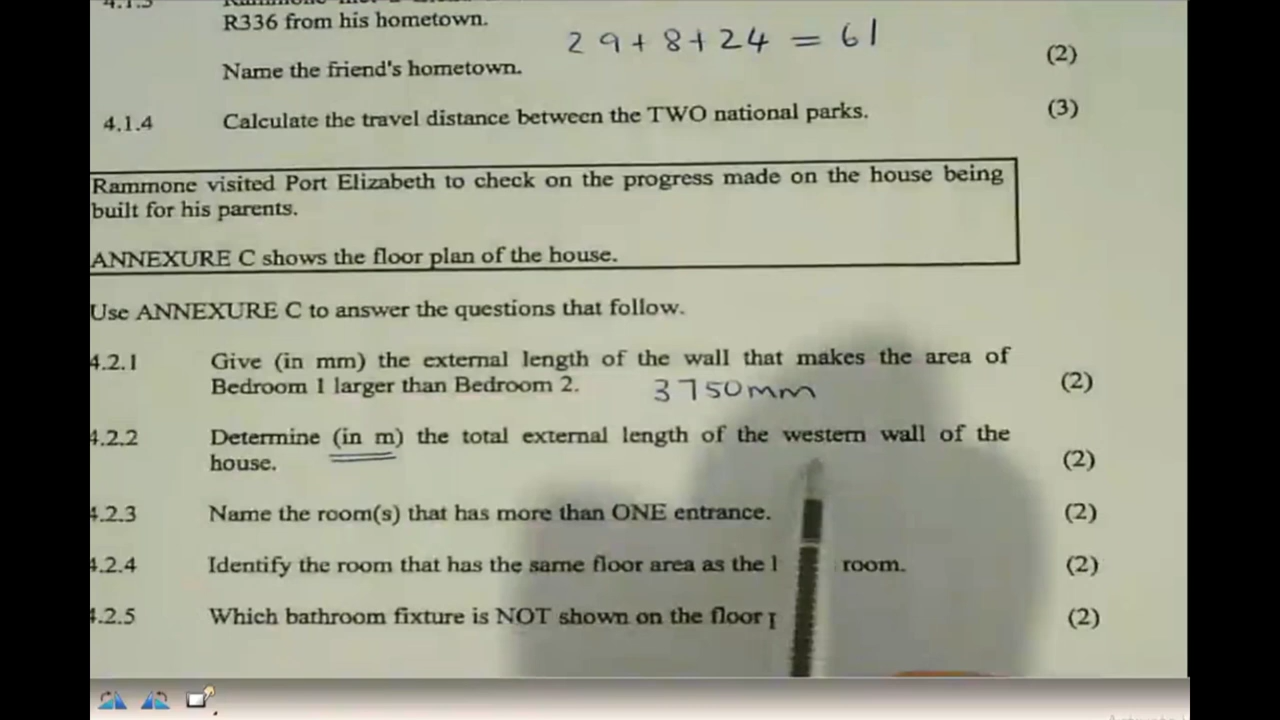 R336 from his hometown.
29+8+24 = 61
Name the friend's hometown. (2)
4.1.4 Calculate the travel distance between the TWO national parks. (3)
Rammone visited Port Elizabeth to check on the progress made on the house being
built for his parents.
ANNEXURE C shows the floor plan of the house.
Use ANNEXURE C to answer the questions that follow.
4.2.1 Give (in mm) the external length of the wall that makes the area of
Bedroom 1 larger than Bedroom 2. 3750mm (2)
4.2.2 Determine (in m) the total external length of the western wall of the
house. (2)
4.2.3 Name the room(s) that has more than ONE entrance. (2)
4.2.4 Identify the room that has the same floor area as the room. (2)
4.2.5 Which bathroom fixture is NOT shown on the floor (2)